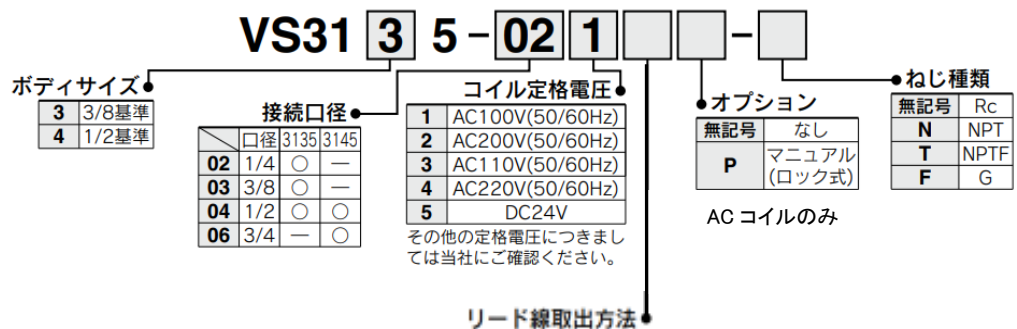 VS31 3 5-02 1 -
ボディサイズ
3 3/8基準
4 1/2基準
接続口径
口径 3135 3145
02 1/4 ○ —
03 3/8 ○ —
04 1/2 ○ ○
06 3/4 — ○
コイル定格電圧
1 AC100V(50/60Hz)
2 AC200V(50/60Hz)
3 AC110V(50/60Hz)
4 AC220V(50/60Hz)
5 DC24V
その他の定格電圧につきまし
ては当社にご確認ください。
リード線取出方法
オプション
無記号 なし
P マニュアル
(ロック式)
AC コイルのみ
ねじ種類
無記号 Rc
N NPT
T NPTF
F G